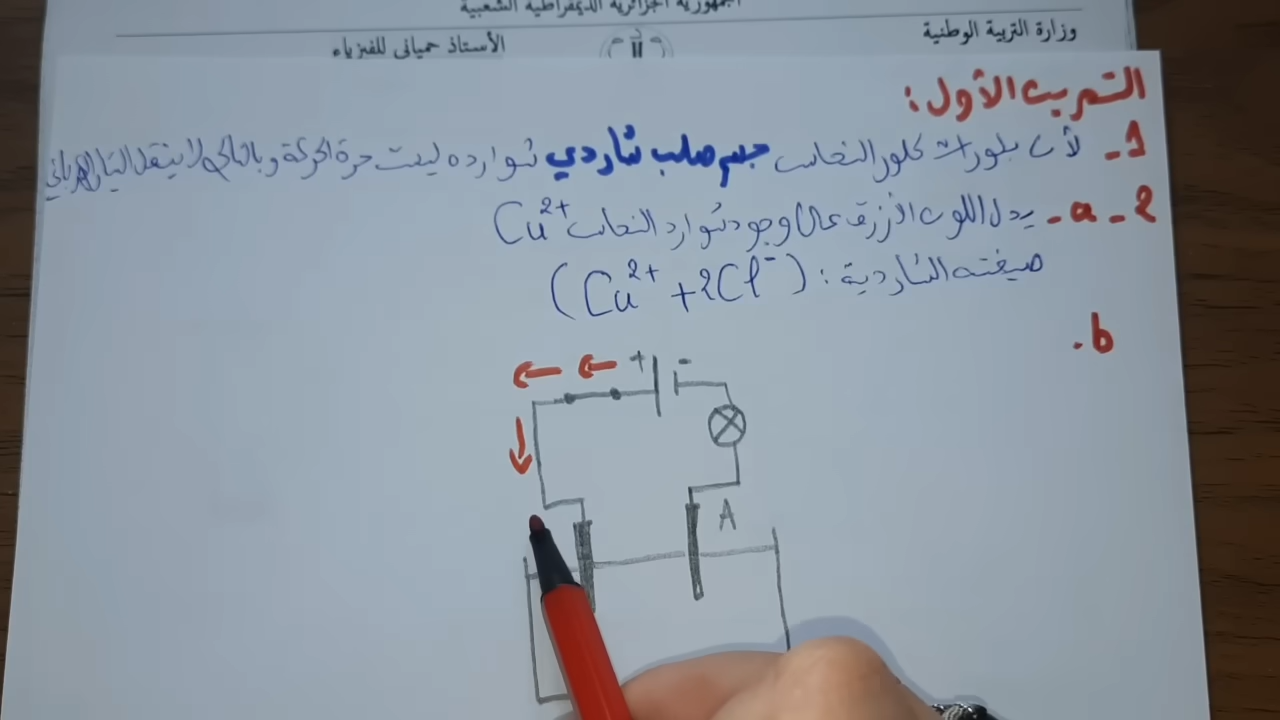 الجمهورية الجزائرية الديمقراطية الشعبية
وزارة التربية الوطنية
الأستاذ حمياني للفيزياء
التمرين الأول:
1- لأن بلورات كلور النحاس جسم صلب شاردي شوارده ليست حرة الحركة وبالتالي لا ينتقل التيار الكهربائي
2- a- يدل اللون الأزرق على وجود شوارد النحاس Cu²⁺
صيغته الشاردية: (Cu²⁺ + 2Cl⁻)
b.
+ -
A